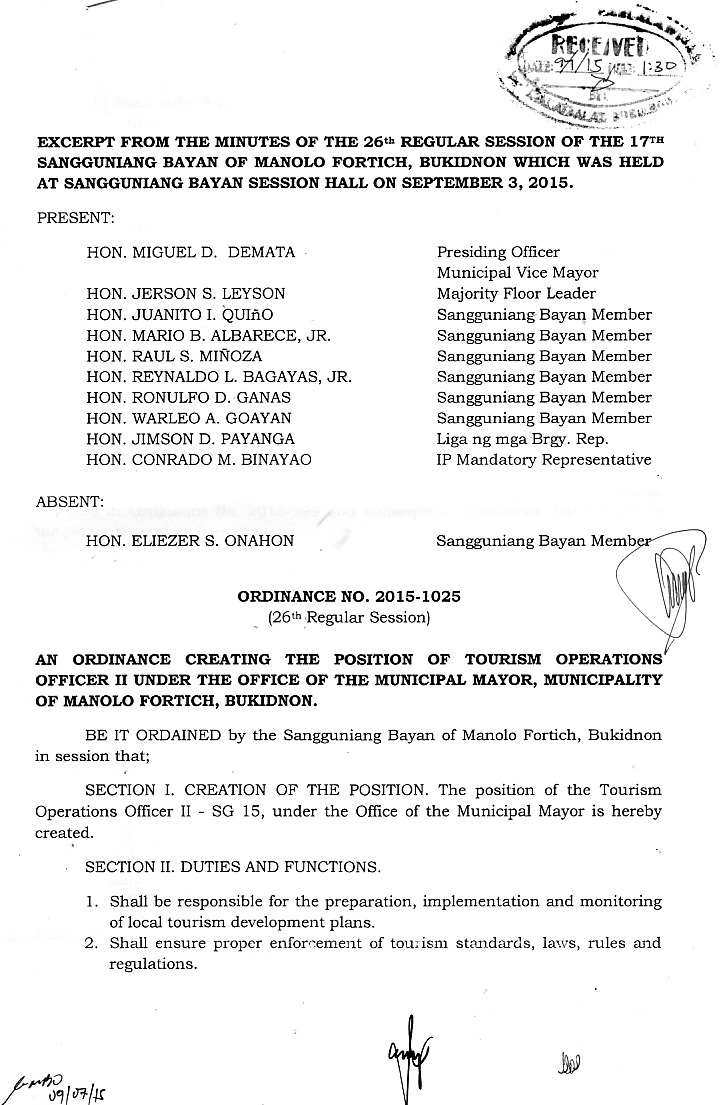 RECEIVED
DATE: 9/1/15 TIME: 1:30
EXCERPT FROM THE MINUTES OF THE 26th REGULAR SESSION OF THE 17TH
SANGGUNIANG BAYAN OF MANOLO FORTICH, BUKIDNON WHICH WAS HELD
AT SANGGUNIANG BAYAN SESSION HALL ON SEPTEMBER 3, 2015.
PRESENT:
HON. MIGUEL D. DEMATA Presiding Officer
Municipal Vice Mayor
HON. JERSON S. LEYSON Majority Floor Leader
HON. JUANITO I. QUIñO Sangguniang Bayan Member
HON. MARIO B. ALBARECE, JR. Sangguniang Bayan Member
HON. RAUL S. MIÑOZA Sangguniang Bayan Member
HON. REYNALDO L. BAGAYAS, JR. Sangguniang Bayan Member
HON. RONULFO D. GANAS Sangguniang Bayan Member
HON. WARLEO A. GOAYAN Sangguniang Bayan Member
HON. JIMSON D. PAYANGA Liga ng mga Brgy. Rep.
HON. CONRADO M. BINAYAO IP Mandatory Representative
ABSENT:
HON. ELIEZER S. ONAHON Sangguniang Bayan Member
ORDINANCE NO. 2015-1025
(26th Regular Session)
AN ORDINANCE CREATING THE POSITION OF TOURISM OPERATIONS
OFFICER II UNDER THE OFFICE OF THE MUNICIPAL MAYOR, MUNICIPALITY
OF MANOLO FORTICH, BUKIDNON.
BE IT ORDAINED by the Sangguniang Bayan of Manolo Fortich, Bukidnon
in session that;
SECTION I. CREATION OF THE POSITION. The position of the Tourism
Operations Officer II - SG 15, under the Office of the Municipal Mayor is hereby
created.
SECTION II. DUTIES AND FUNCTIONS.
1. Shall be responsible for the preparation, implementation and monitoring
of local tourism development plans.
2. Shall ensure proper enforcement of tourism standards, laws, rules and
regulations.
09/07/15